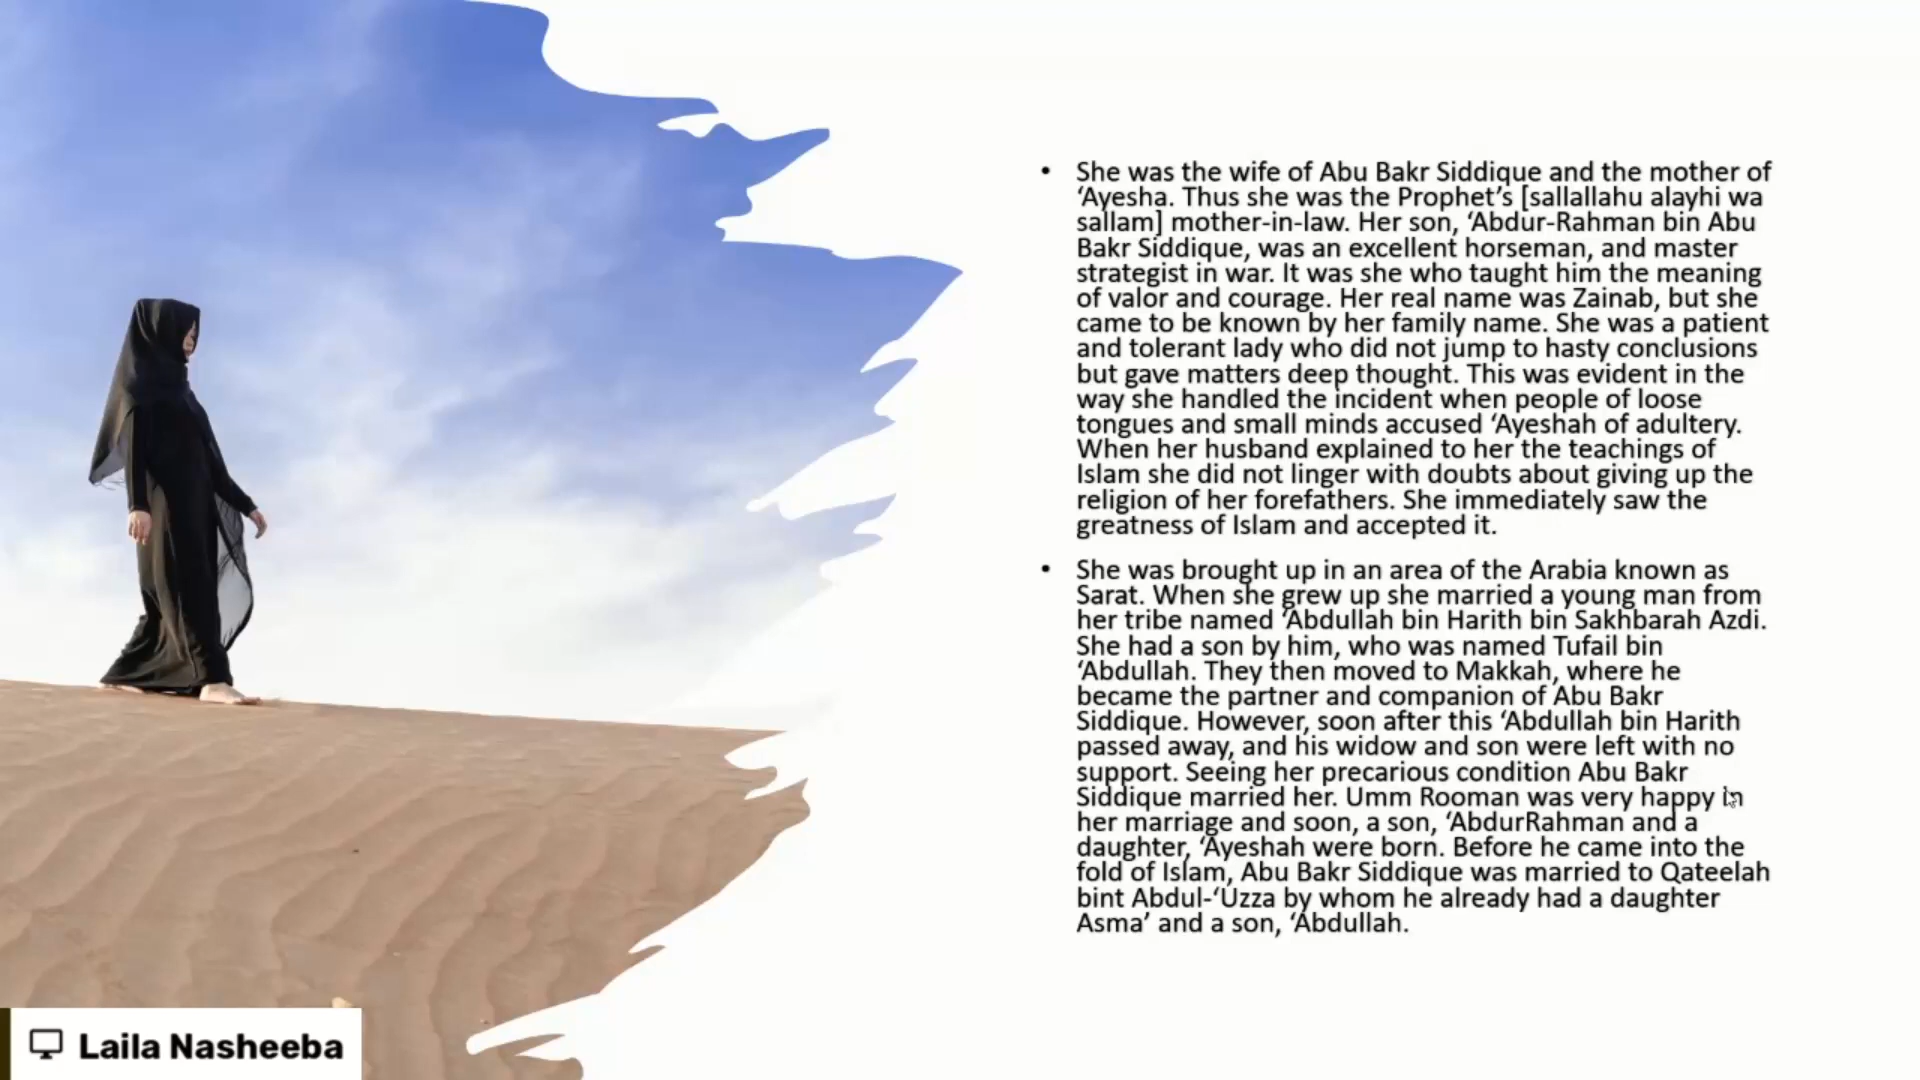 • She was the wife of Abu Bakr Siddique and the mother of
‘Ayesha. Thus she was the Prophet’s [sallallahu alayhi wa
sallam] mother-in-law. Her son, ‘Abdur-Rahman bin Abu
Bakr Siddique, was an excellent horseman, and master
strategist in war. It was she who taught him the meaning
of valor and courage. Her real name was Zainab, but she
came to be known by her family name. She was a patient
and tolerant lady who did not jump to hasty conclusions
but gave matters deep thought. This was evident in the
way she handled the incident when people of loose
tongues and small minds accused ‘Ayeshah of adultery.
When her husband explained to her the teachings of
Islam she did not linger with doubts about giving up the
religion of her forefathers. She immediately saw the
greatness of Islam and accepted it.
• She was brought up in an area of the Arabia known as
Sarat. When she grew up she married a young man from
her tribe named ‘Abdullah bin Harith bin Sakhbarah Azdi.
She had a son by him, who was named Tufail bin
‘Abdullah. They then moved to Makkah, where he
became the partner and companion of Abu Bakr
Siddique. However, soon after this ‘Abdullah bin Harith
passed away, and his widow and son were left with no
support. Seeing her precarious condition Abu Bakr
Siddique married her. Umm Rooman was very happy in
her marriage and soon, a son, ‘AbdurRahman and a
daughter, ‘Ayeshah were born. Before he came into the
fold of Islam, Abu Bakr Siddique was married to Qateelah
bint Abdul-‘Uzza by whom he already had a daughter
Asma’ and a son, ‘Abdullah.
Laila Nasheeba